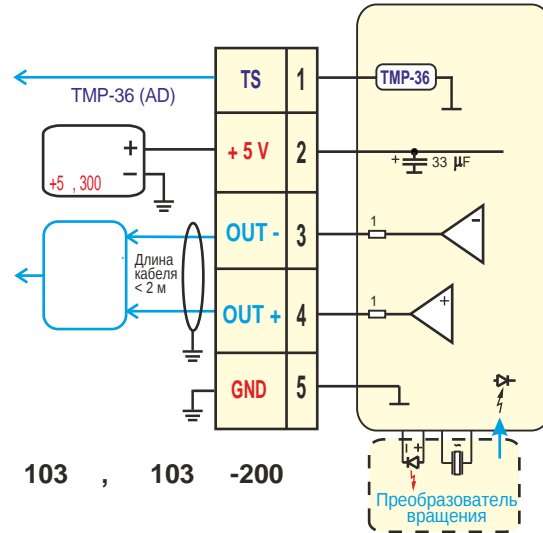 TS 1 TMP-36
TMP-36 (AD)
+ 5 V 2
+ 33 µF
+
−
+5 , 300
OUT - 3 1 -
Длина
кабеля
< 2 м
OUT + 4 1 +
GND 5
− +
~
103 , 103 -200
Преобразователь
вращения